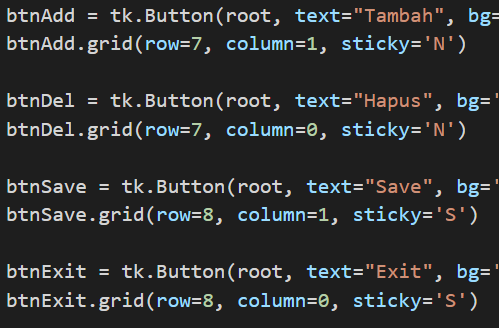 btnAdd = tk.Button(root, text="Tambah", bg=
btnAdd.grid(row=7, column=1, sticky='N')
btnDel = tk.Button(root, text="Hapus", bg='
btnDel.grid(row=7, column=0, sticky='N')
btnSave = tk.Button(root, text="Save", bg='
btnSave.grid(row=8, column=1, sticky='S')
btnExit = tk.Button(root, text="Exit", bg='
btnExit.grid(row=8, column=0, sticky='S')